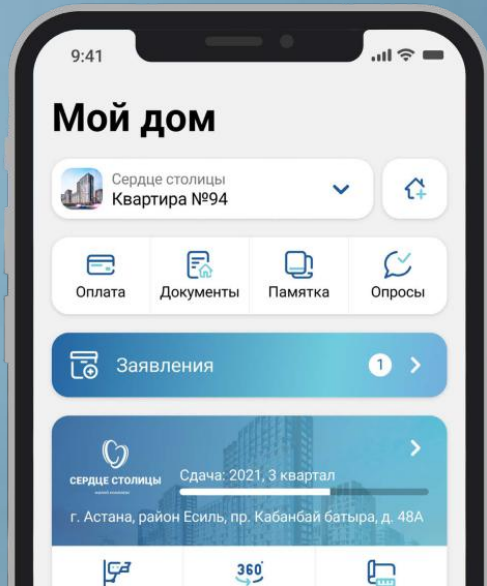 9:41
Мой дом
Сердце столицы
Квартира №94
Оплата
Документы
Памятка
Опросы
Заявления
1
СЕРДЦЕ СТОЛИЦЫ
Сдача: 2021, 3 квартал
г. Астана, район Есиль, пр. Кабанбай батыра, д. 48А
360°